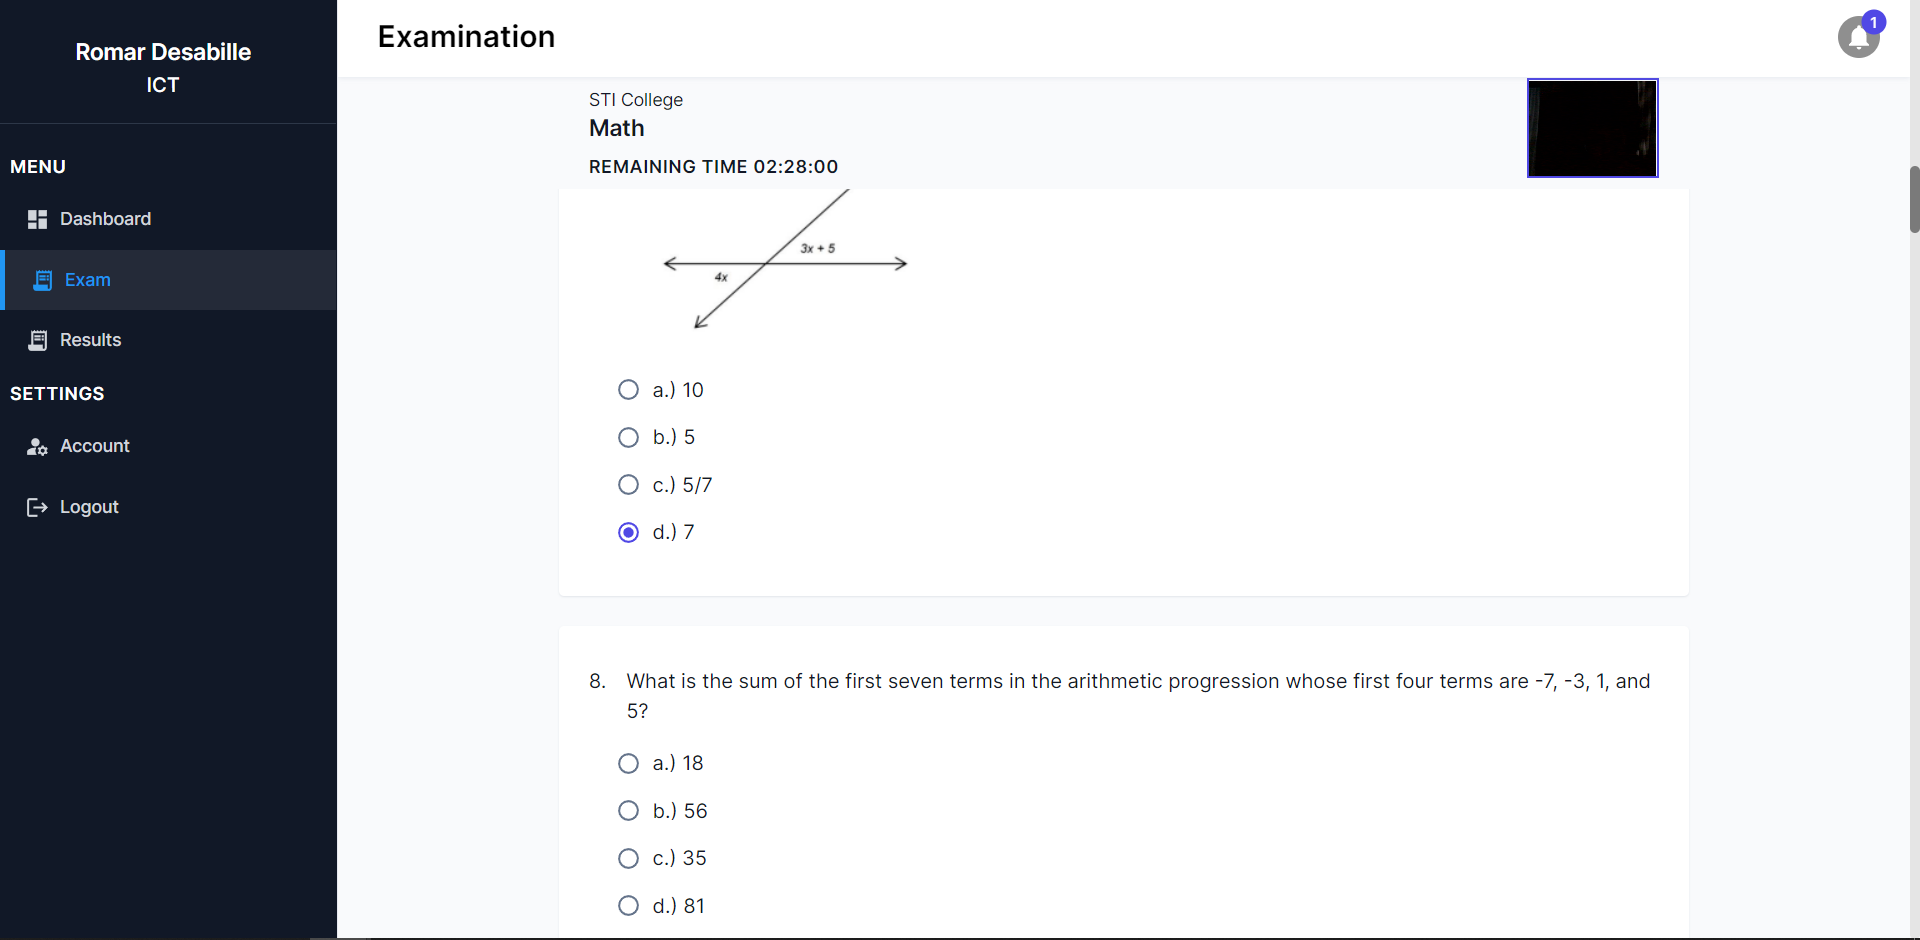 Romar Desabille
ICT
MENU
Dashboard
Exam
Results
SETTINGS
Account
Logout
Examination
1
STI College
Math
REMAINING TIME 02:28:00
3x + 5
4x
a.) 10
b.) 5
c.) 5/7
d.) 7
8. What is the sum of the first seven terms in the arithmetic progression whose first four terms are -7, -3, 1, and
5?
a.) 18
b.) 56
c.) 35
d.) 81